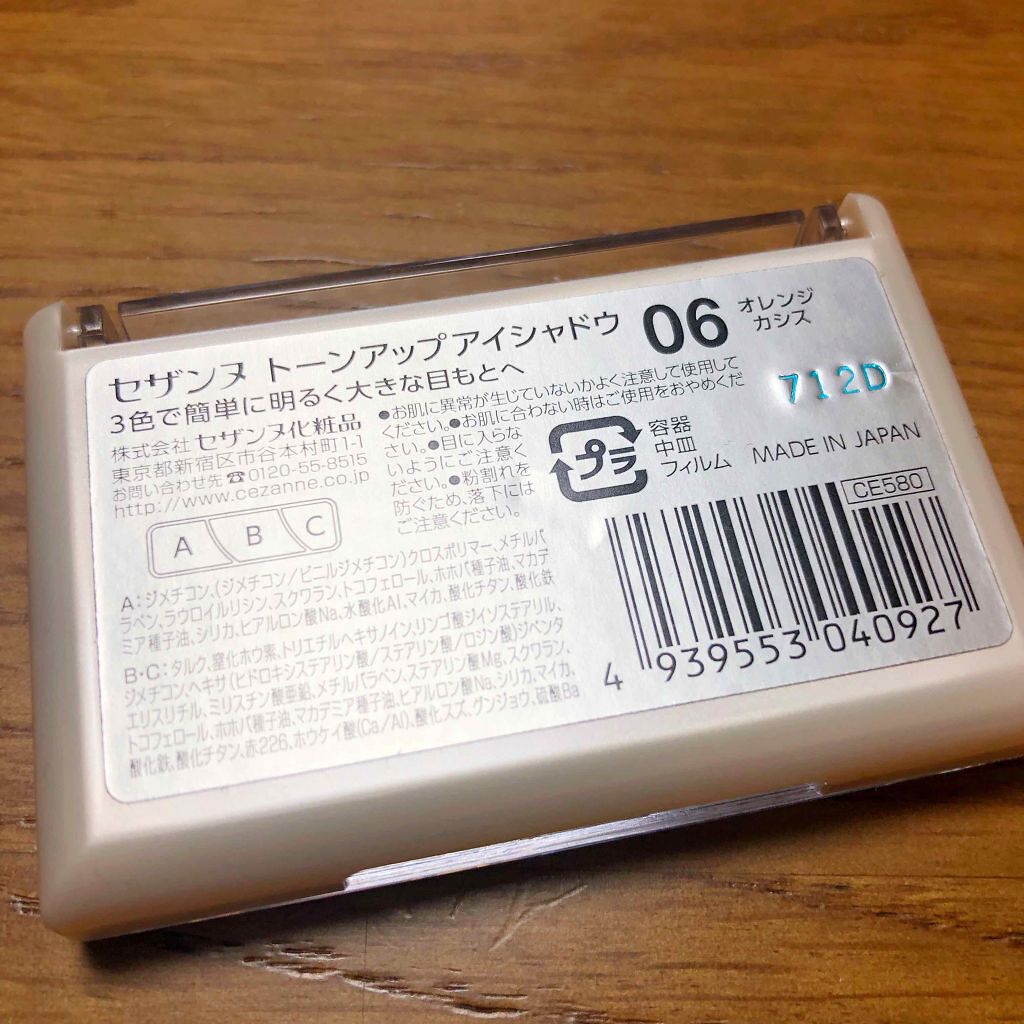 セザンヌ トーンアップアイシャドウ 06 オレンジ
カシス
3色で簡単に明るく大きな目もとへ
株式会社 セザンヌ化粧品
東京都新宿区市谷本村町1-1
お問い合わせ先☎0120-55-8515
http://www.cezanne.co.jp
●お肌に異常が生じていないかよく注意して使用して
ください。●お肌に合わない時はご使用をおやめくだ
さい。●目に入らな
いようにご注意く
ださい。●粉割れを
防ぐため、落下には
ご注意ください。
712D
プラ
容器
中皿
フィルム
MADE IN JAPAN
CE580
A B C
A:ジメチコン、(ジメチコン/ビニルジメチコン)クロスポリマー、メチルパ
ラベン、ラウロイルリシン、スクワラン、トコフェロール、ホホバ種子油、マカデ
ミア種子油、シリカ、ヒアルロン酸Na、水酸化Al、マイカ、酸化チタン、酸化鉄
B・C:タルク、窒化ホウ素、トリエチルヘキサノイン、リンゴ酸ジイソステアリル、
ジメチコン、ヘキサ(ヒドロキシステアリン酸/ステアリン酸/ロジン酸)ジペンタ
エリスリチル、ミリスチン酸亜鉛、メチルパラベン、ステアリン酸Mg、スクワラン、
トコフェロール、ホホバ種子油、マカデミア種子油、ヒアルロン酸Na、シリカ、マイカ、
酸化鉄、酸化チタン、赤226、ホウケイ酸(Ca/Al)、酸化スズ、グンジョウ、硫酸Ba
4 939553 040927